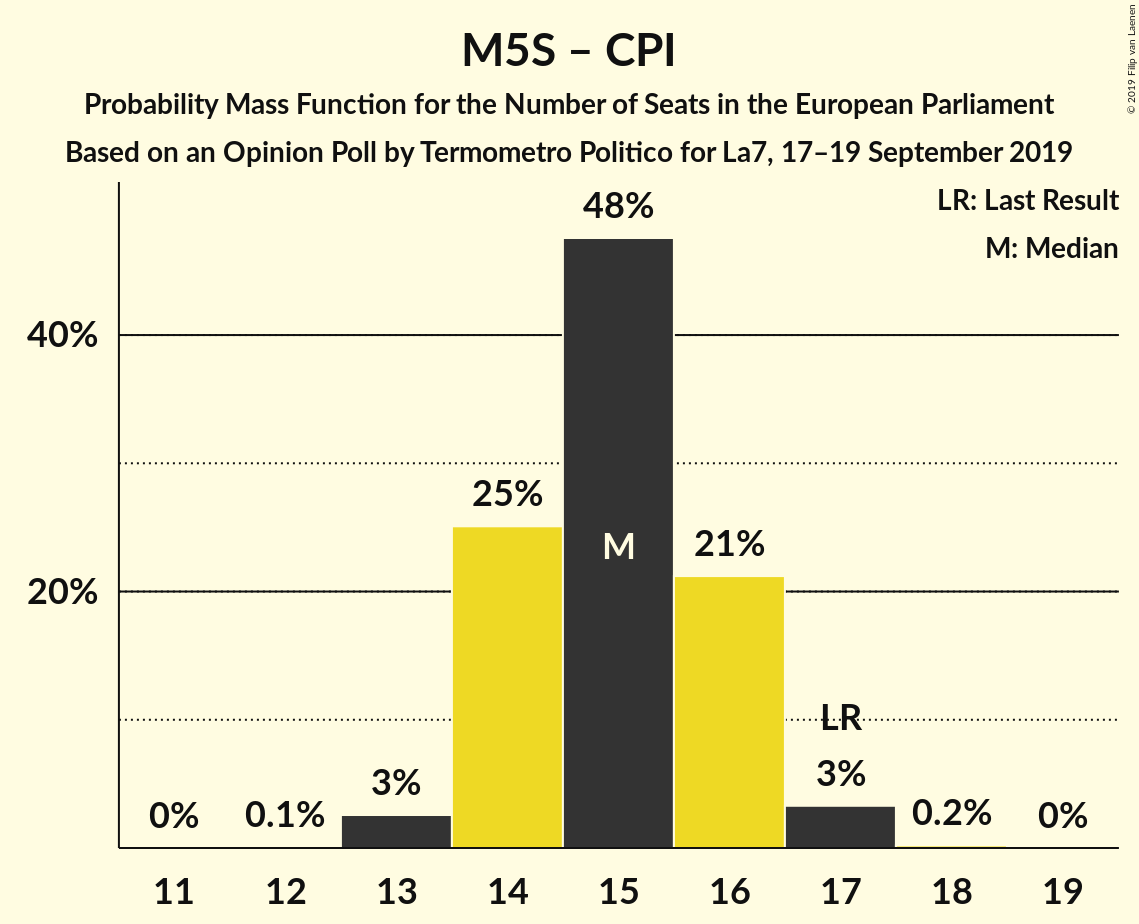 M5S – CPI
Probability Mass Function for the Number of Seats in the European Parliament
Based on an Opinion Poll by Termometro Politico for La7, 17–19 September 2019
© 2019 Filip van Laenen
LR: Last Result
M: Median
48%
40%
25%
M
21%
20%
LR
3%
3%
0%
0.1%
0.2%
0%
11 12 13 14 15 16 17 18 19